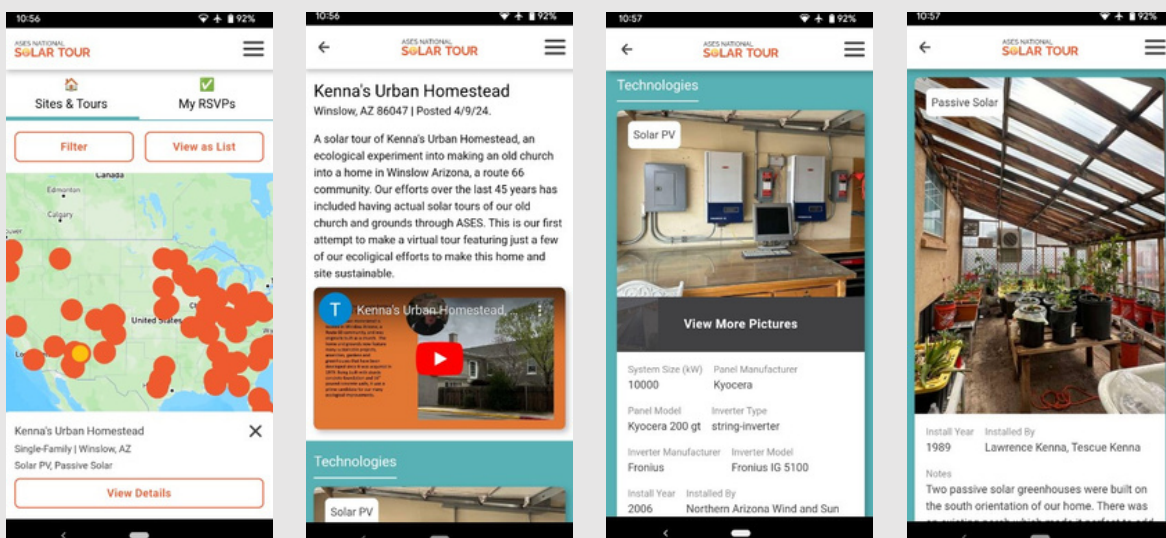 10:56
92%
ASES NATIONAL
SOLAR TOUR
Sites & Tours
My RSVPs
Filter
View as List
Canada
Edmonton
Calgary
United States
Kenna's Urban Homestead
Single-Family | Winslow, AZ
Solar PV, Passive Solar
View Details
10:56
92%
ASES NATIONAL
SOLAR TOUR
Kenna's Urban Homestead
Winslow, AZ 86047 | Posted 4/9/24.
A solar tour of Kenna's Urban Homestead, an
ecological experiment into making an old church
into a home in Winslow Arizona, a route 66
community. Our efforts over the last 45 years has
included having actual solar tours of our old
church and grounds through ASES. This is our first
attempt to make a virtual tour featuring just a few
of our ecoligical efforts to make this home and
site sustainable.
T
Kenna's Urban Homestead, ...
Technologies
Solar PV
10:57
92%
ASES NATIONAL
SOLAR TOUR
Technologies
Solar PV
View More Pictures
System Size (kW) Panel Manufacturer
10000 Kyocera
Panel Model Inverter Type
Kyocera 200 gt string-inverter
Inverter Manufacturer Inverter Model
Fronius Fronius IG 5100
Install Year Installed By
2006 Northern Arizona Wind and Sun
10:57
92%
ASES NATIONAL
SOLAR TOUR
Passive Solar
Install Year Installed By
1989 Lawrence Kenna, Tescue Kenna
Notes
Two passive solar greenhouses were built on
the south orientation of our home. There was